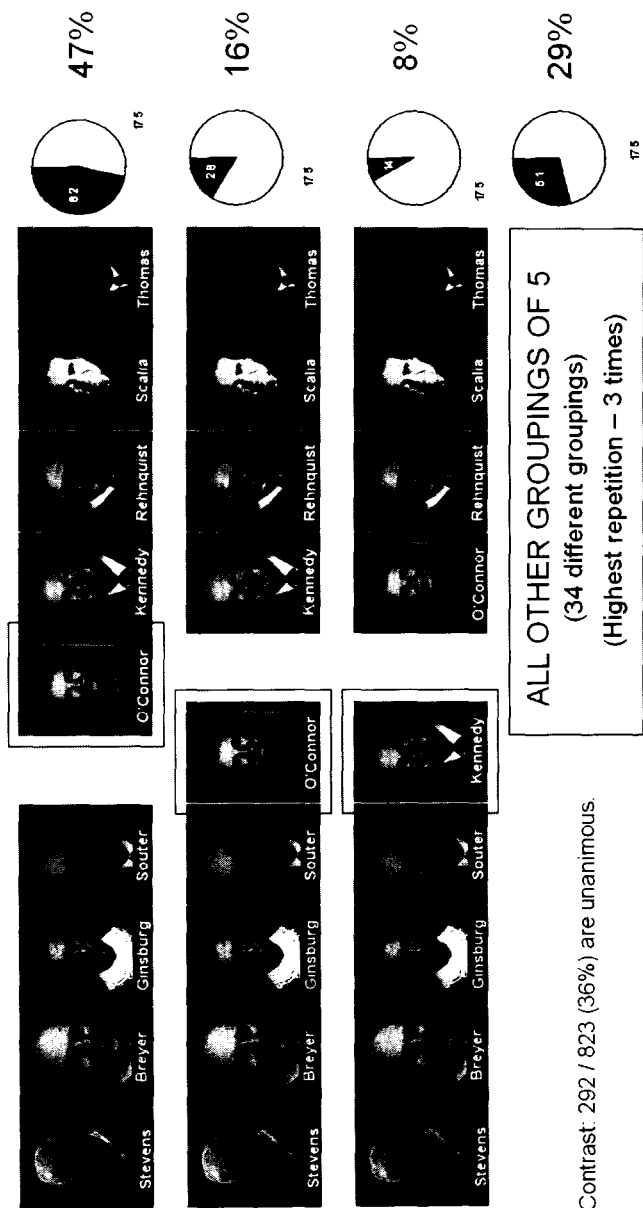 Stevens Breyer Ginsburg Souter O'Connor Kennedy Rehnquist Scalia Thomas 82 175 47%
Stevens Breyer Ginsburg Souter O'Connor Kennedy Rehnquist Scalia Thomas 28 175 16%
Stevens Breyer Ginsburg Souter Kennedy O'Connor Rehnquist Scalia Thomas 14 175 8%
ALL OTHER GROUPINGS OF 5
(34 different groupings)
(Highest repetition – 3 times)
51 175 29%
Contrast: 292 / 823 (36%) are unanimous.